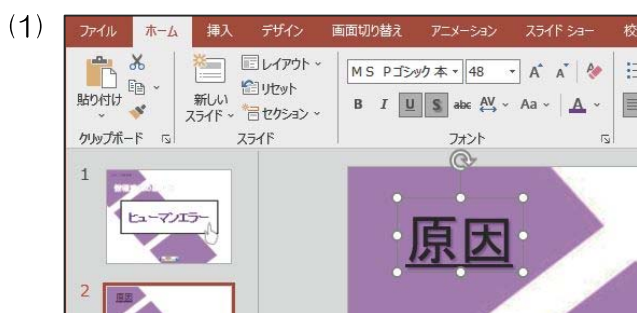 (1)
ファイル ホーム 挿入 デザイン 画面切り替え アニメーション スライド ショー 校
貼り付け
新しい
スライド
レイアウト
リセット
セクション
ＭＳ Ｐゴシック 本 48 A A
B I U S abc AV Aa A
クリップボード スライド フォント
1
ヒューマンエラー
2
原因
原因